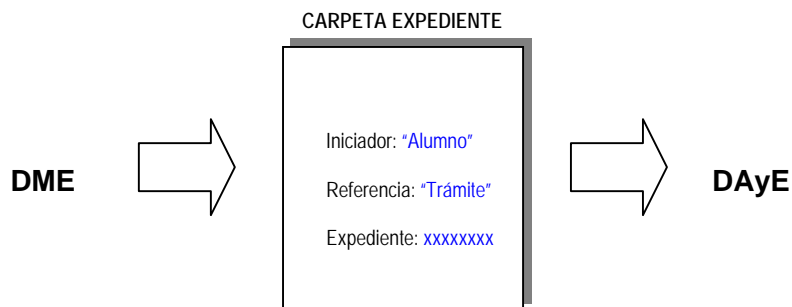 CARPETA EXPEDIENTE
Iniciador: “Alumno”
DME
Referencia: “Trámite”
DAyE
Expediente: xxxxxxxx